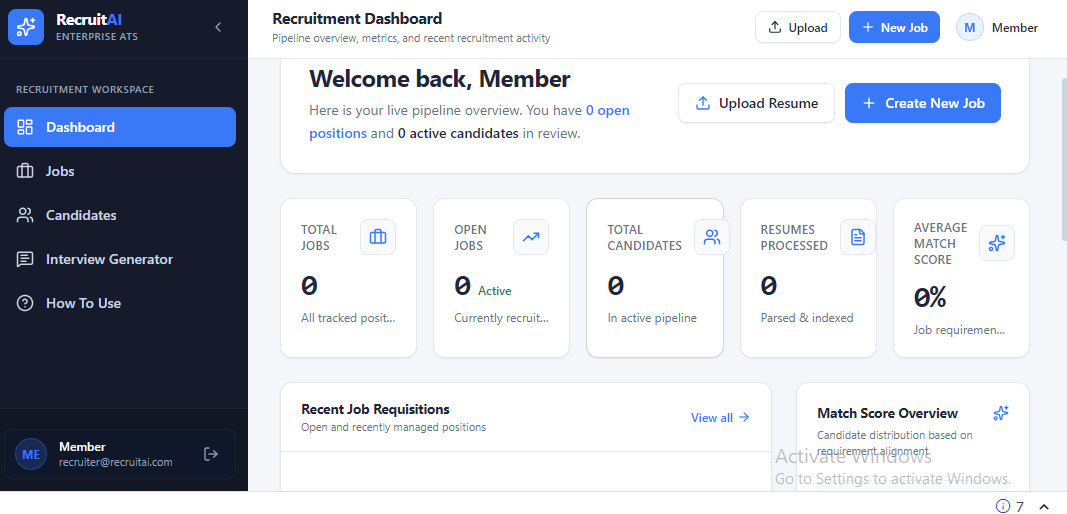 RecruitAI
ENTERPRISE ATS
RECRUITMENT WORKSPACE
Dashboard
Jobs
Candidates
Interview Generator
How To Use
ME
Member
recruiter@recruitai.com
Recruitment Dashboard
Pipeline overview, metrics, and recent recruitment activity
Upload
New Job
M
Member
Welcome back, Member
Here is your live pipeline overview. You have 0 open
positions and 0 active candidates in review.
Upload Resume
Create New Job
TOTAL
JOBS
0
All tracked posit...
OPEN
JOBS
0 Active
Currently recruit...
TOTAL
CANDIDATES
0
In active pipeline
RESUMES
PROCESSED
0
Parsed & indexed
AVERAGE
MATCH
SCORE
0%
Job requiremen...
Recent Job Requisitions
Open and recently managed positions
View all
Match Score Overview
Candidate distribution based on
requirement alignment.
Activate Windows
Go to Settings to activate Windows.
7